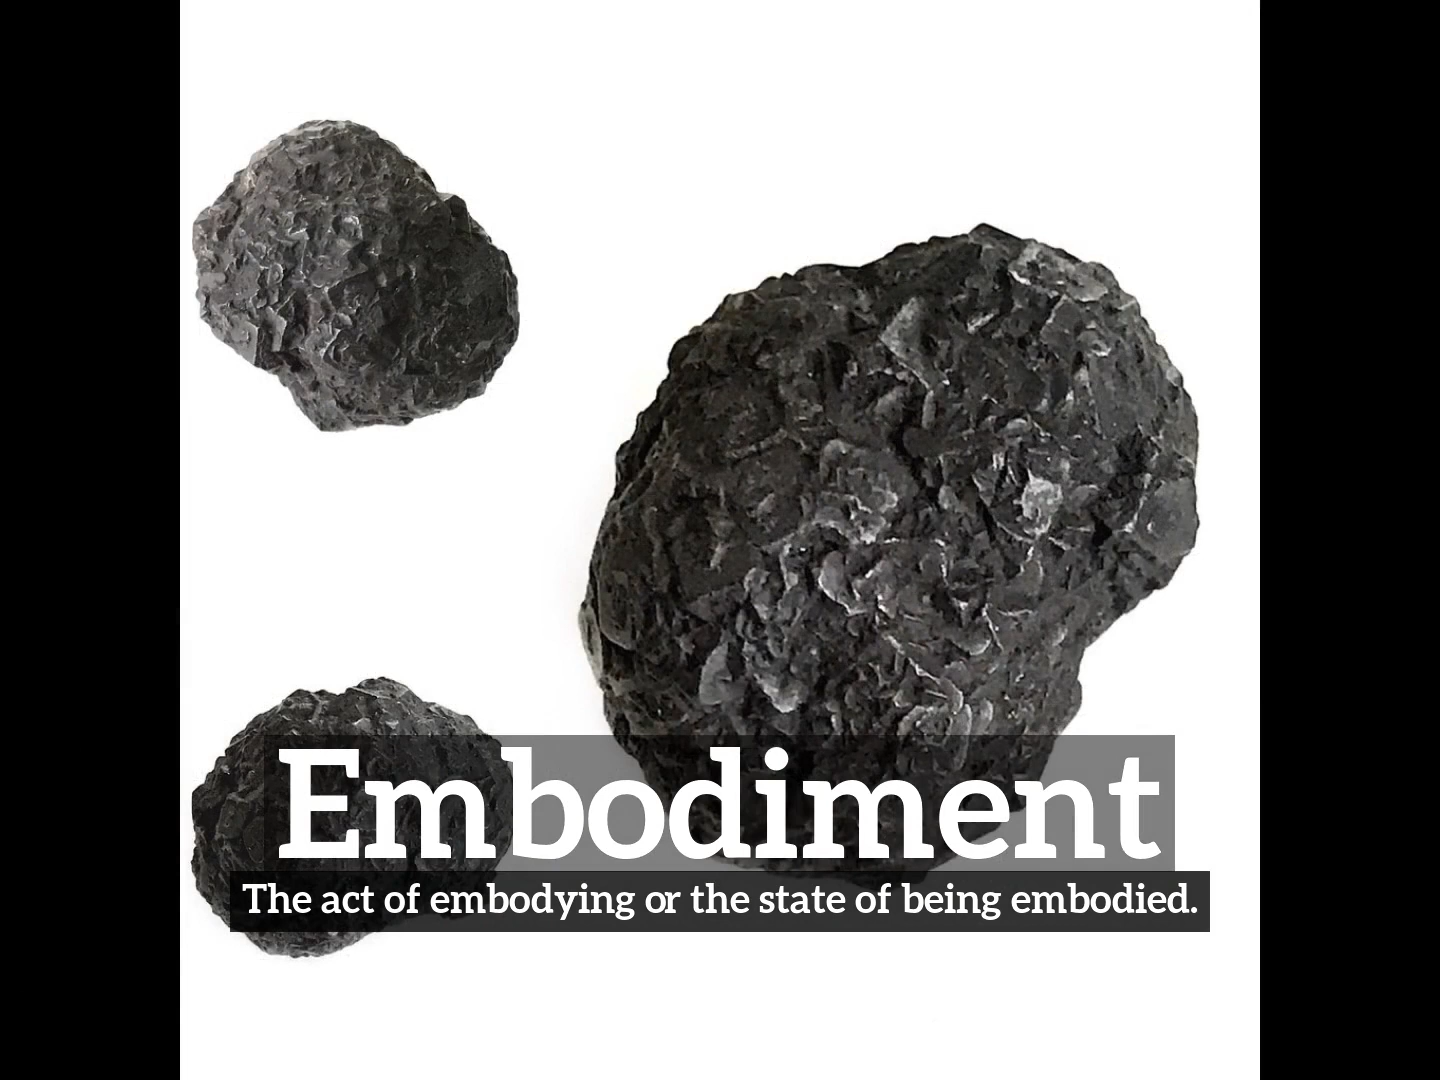 Embodiment
The act of embodying or the state of being embodied.